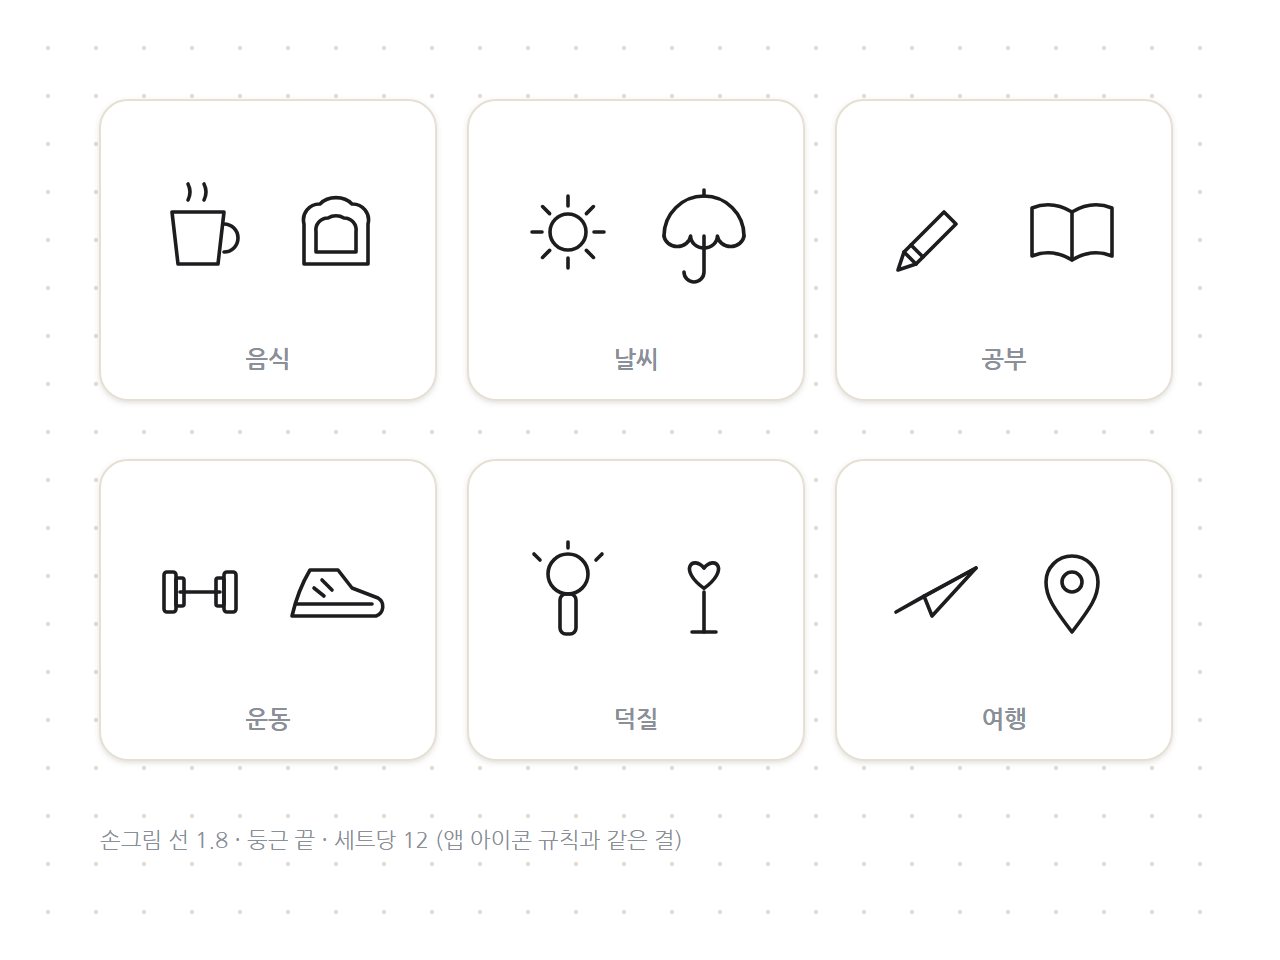 음식
날씨
공부
운동
덕질
여행
손그림 선 1.8 · 둥근 끝 · 세트당 12 (앱 아이콘 규칙과 같은 결)